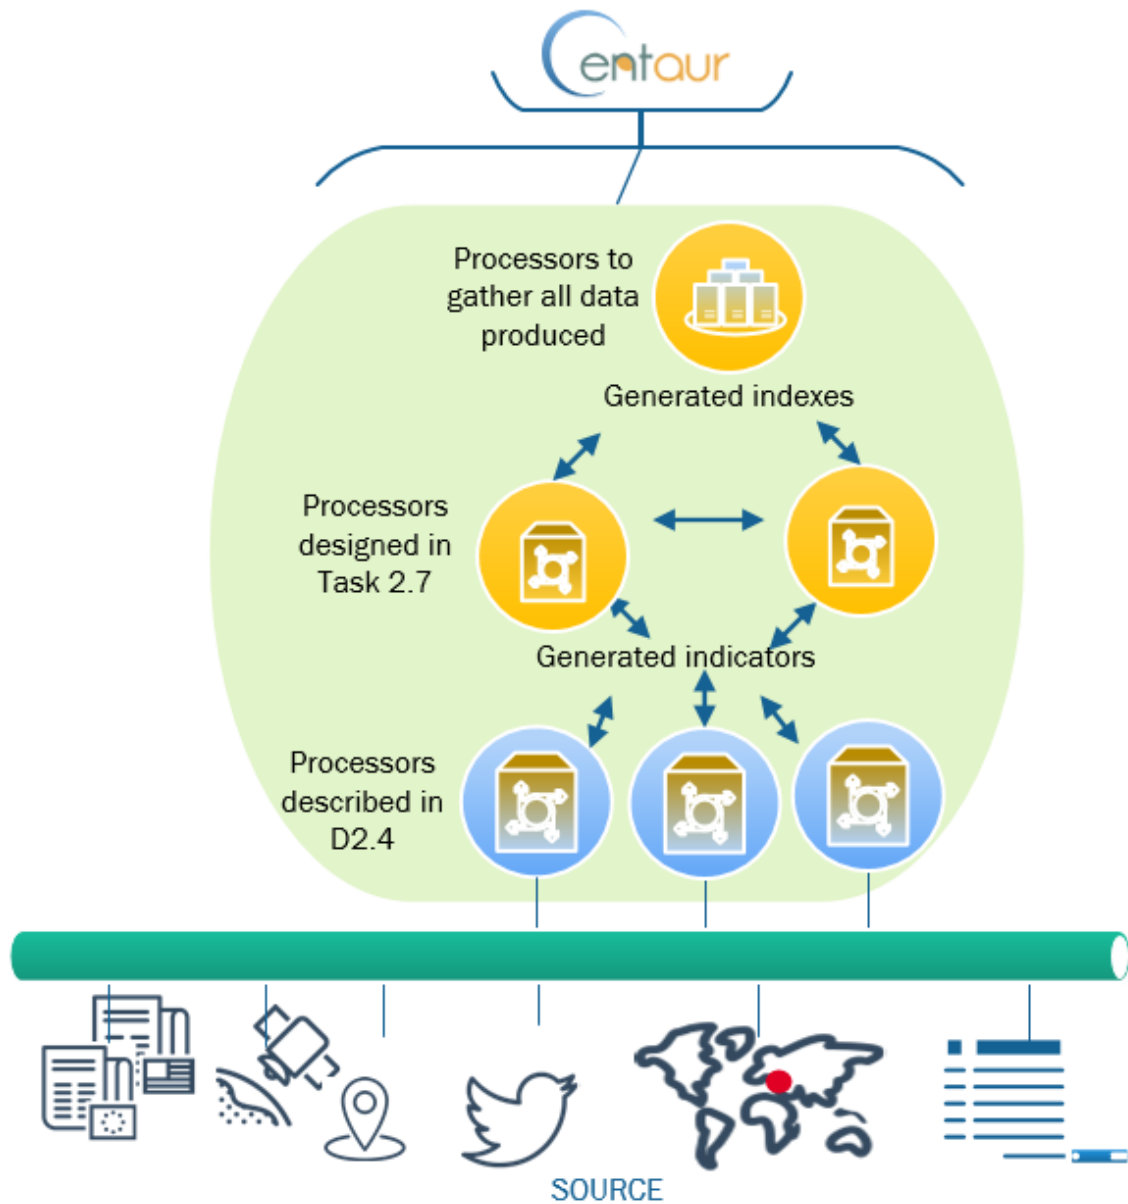 Centaur
Processors to
gather all data
produced
Generated indexes
Processors
designed in
Task 2.7
Generated indicators
Processors
described in
D2.4
SOURCE